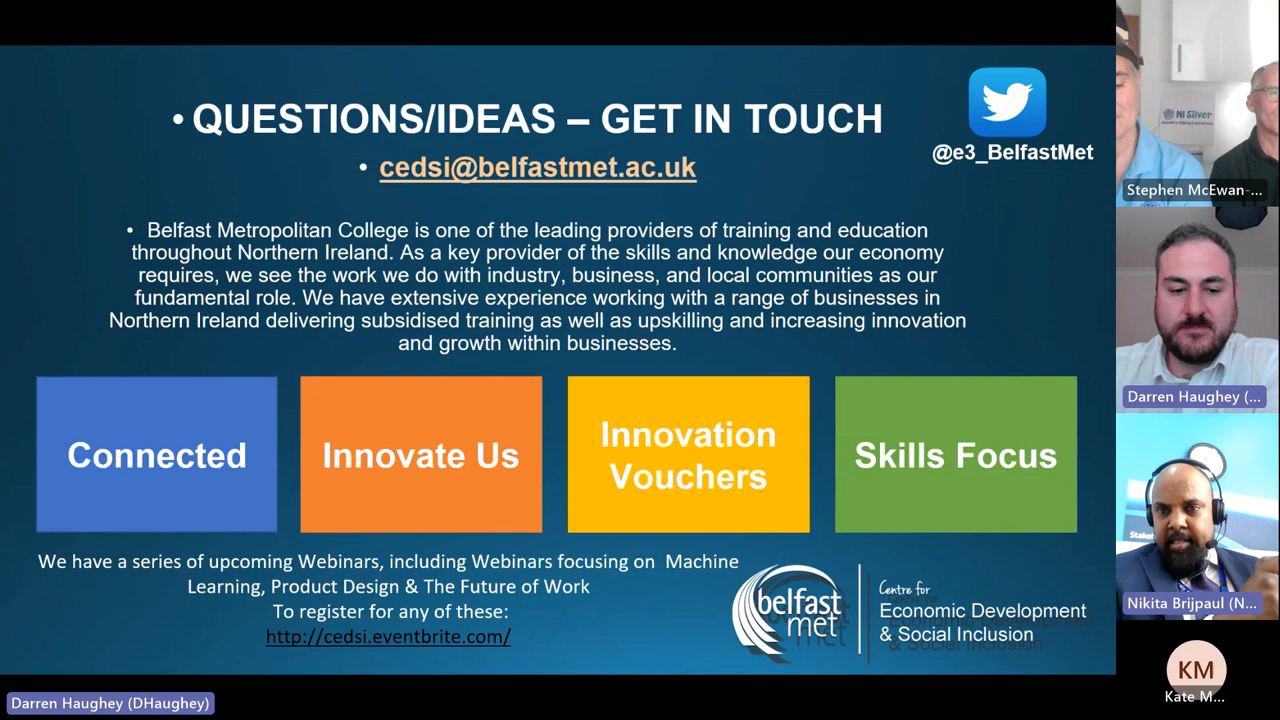 • QUESTIONS/IDEAS – GET IN TOUCH
• cedsi@belfastmet.ac.uk
@e3_BelfastMet
• Belfast Metropolitan College is one of the leading providers of training and education
throughout Northern Ireland. As a key provider of the skills and knowledge our economy
requires, we see the work we do with industry, business, and local communities as our
fundamental role. We have extensive experience working with a range of businesses in
Northern Ireland delivering subsidised training as well as upskilling and increasing innovation
and growth within businesses.
Connected
Innovate Us
Innovation
Vouchers
Skills Focus
We have a series of upcoming Webinars, including Webinars focusing on Machine
Learning, Product Design & The Future of Work
To register for any of these:
http://cedsi.eventbrite.com/
belfast
met
Centre for
Economic Development
& Social Inclusion
Darren Haughey (DHaughey)
NI Silver
Stephen McEwan-...
Darren Haughey (...
Nikita Brijpaul (N...
KM
Kate M...